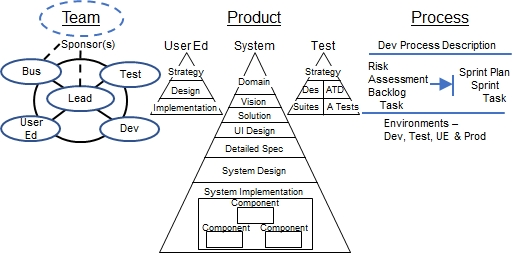 Team
Sponsor(s)
Bus
Test
Lead
User
Ed
Dev
Product
User Ed
System
Test
Strategy
Design
Implementation
Domain
Vision
Solution
UI Design
Detailed Spec
System Design
System Implementation
Component
Component
Component
Strategy
Des
ATD
Suites
A Tests
Process
Dev Process Description
Risk
Assessment
Backlog
Task
Sprint Plan
Sprint
Task
Environments –
Dev, Test, UE & Prod